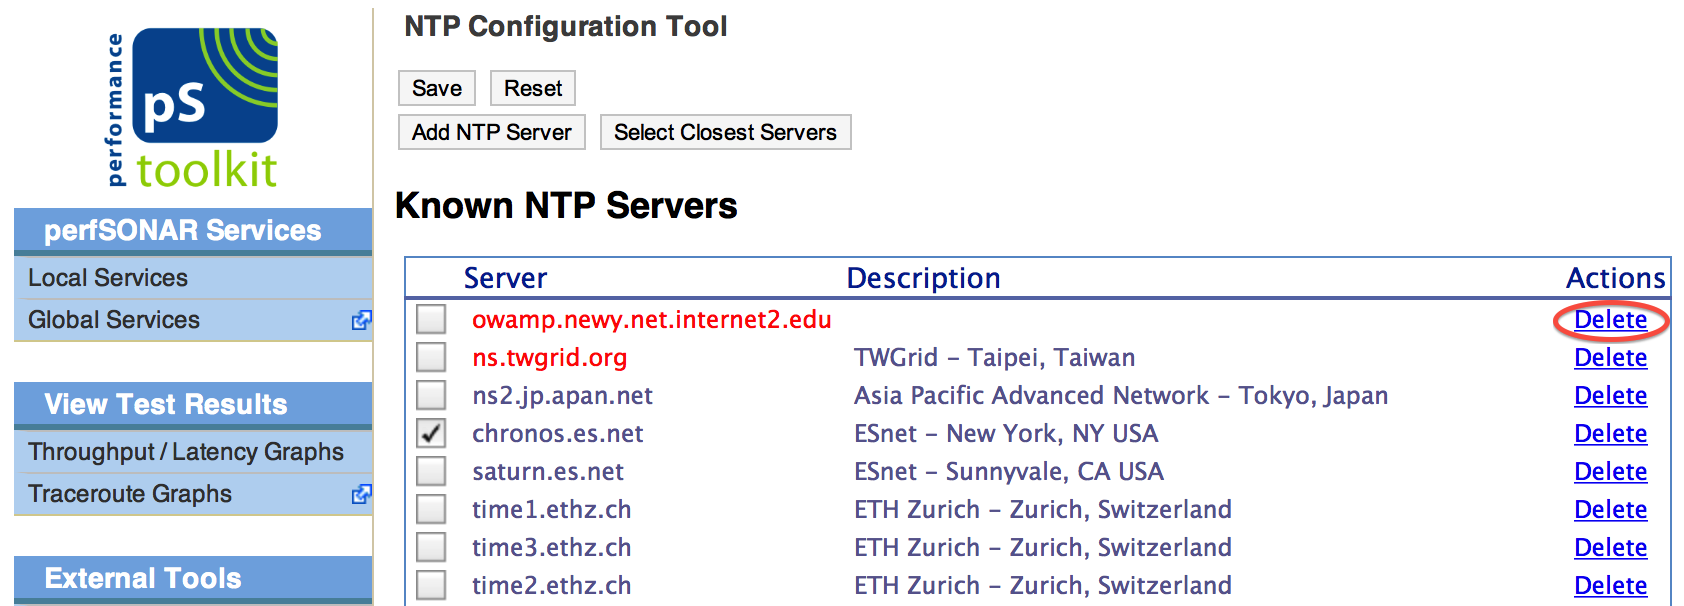 performance
pS
toolkit
perfSONAR Services
Local Services
Global Services
View Test Results
Throughput / Latency Graphs
Traceroute Graphs
External Tools
NTP Configuration Tool
Save Reset
Add NTP Server Select Closest Servers
Known NTP Servers
Server Description Actions
owamp.newy.net.internet2.edu Delete
ns.twgrid.org TWGrid – Taipei, Taiwan Delete
ns2.jp.apan.net Asia Pacific Advanced Network – Tokyo, Japan Delete
chronos.es.net ESnet – New York, NY USA Delete
saturn.es.net ESnet – Sunnyvale, CA USA Delete
time1.ethz.ch ETH Zurich – Zurich, Switzerland Delete
time3.ethz.ch ETH Zurich – Zurich, Switzerland Delete
time2.ethz.ch ETH Zurich – Zurich, Switzerland Delete